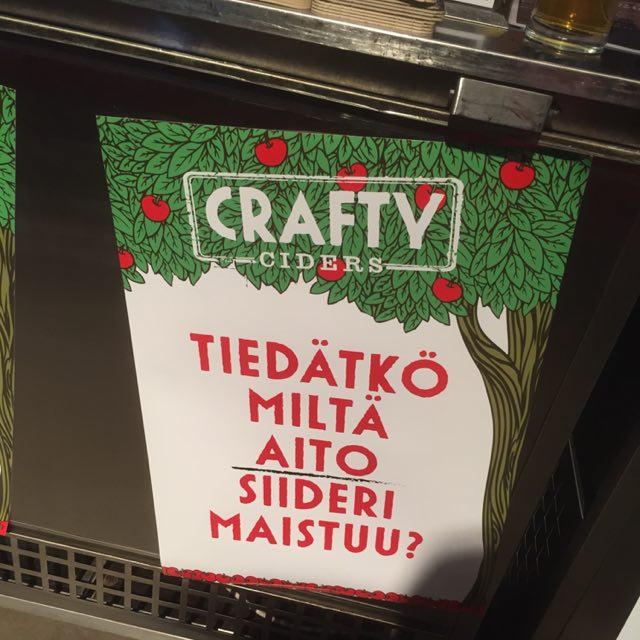 CRAFTY
CIDERS
TIEDÄTKÖ
MILTÄ
AITO
SIIDERI
MAISTUU?